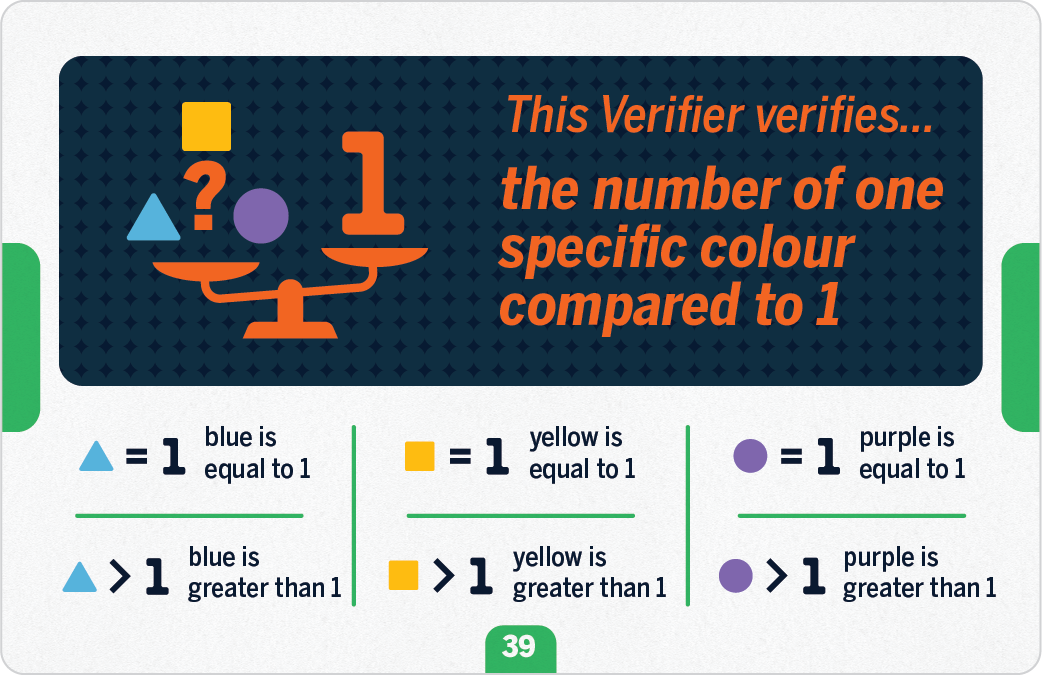 This Verifier verifies...
the number of one
specific colour
compared to 1
?
1
= 1 blue is
equal to 1
= 1 yellow is
equal to 1
= 1 purple is
equal to 1
> 1 blue is
greater than 1
> 1 yellow is
greater than 1
> 1 purple is
greater than 1
39